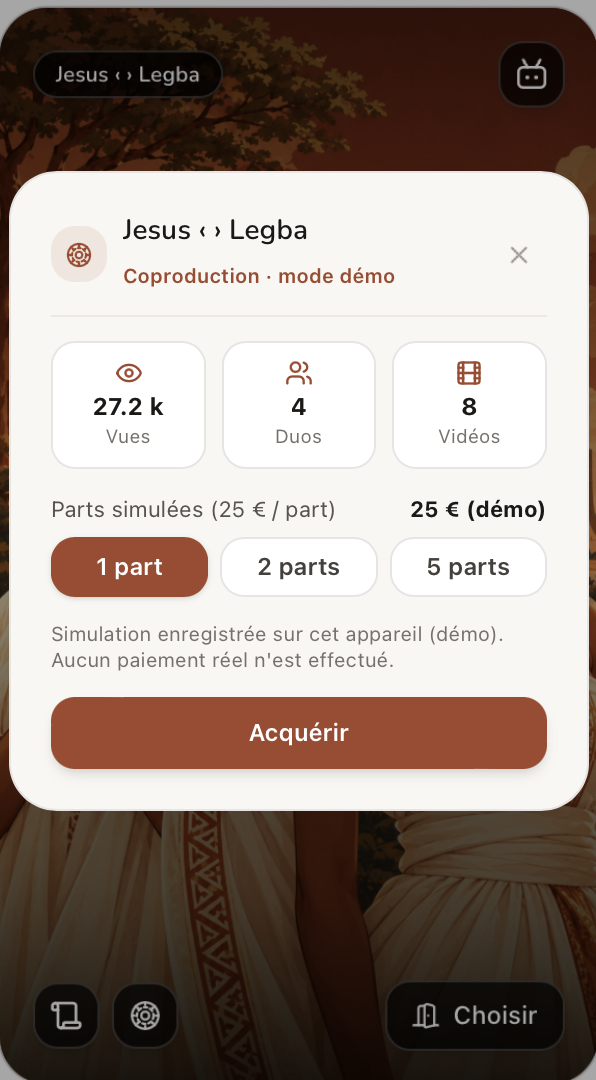 Jesus ‹ › Legba
Jesus ‹ › Legba
Coproduction · mode démo
27.2 k
Vues
4
Duos
8
Vidéos
Parts simulées (25 € / part)
25 € (démo)
1 part
2 parts
5 parts
Simulation enregistrée sur cet appareil (démo).
Aucun paiement réel n'est effectué.
Acquérir
Choisir